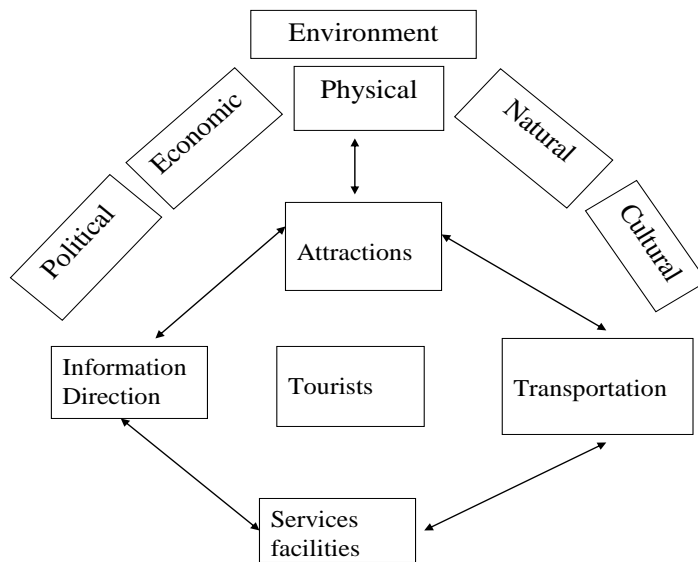 Environment
Physical
Economic
Natural
Political
Cultural
Attractions
Information
Direction
Tourists
Transportation
Services
facilities